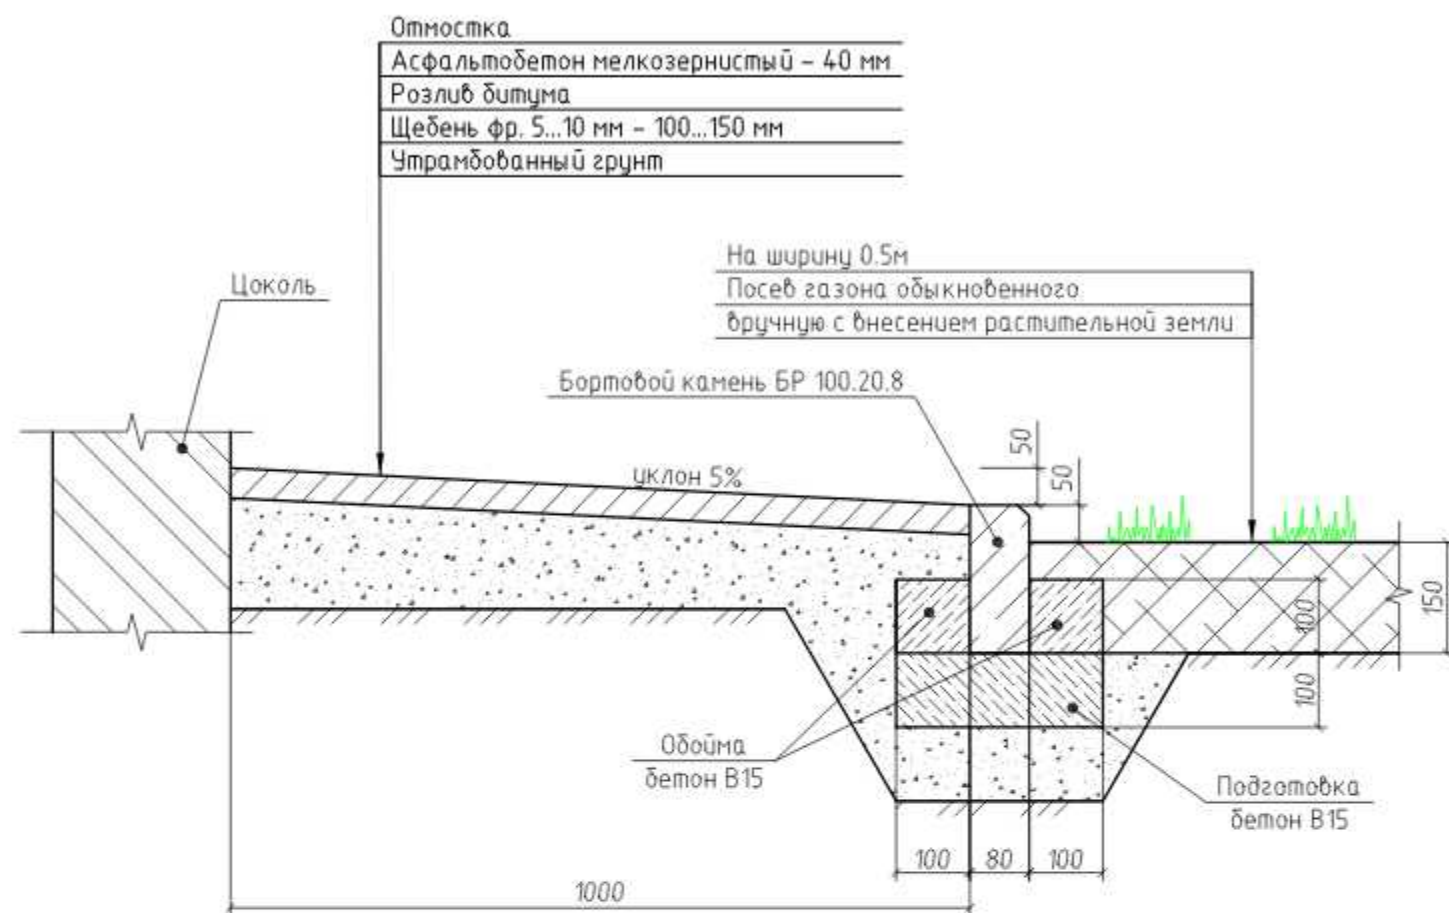 Отмостка
Асфальтобетон мелкозернистый - 40 мм
Розлив битума
Щебень фр. 5...10 мм - 100...150 мм
Утрамбованный грунт
На ширину 0.5м
Посев газона обыкновенного
вручную с внесением растительной земли
Цоколь
Бортовой камень БР 100.20.8
уклон 5%
50
50
150
100
100
Обойма
бетон В15
Подготовка
бетон В15
100
80
100
1000